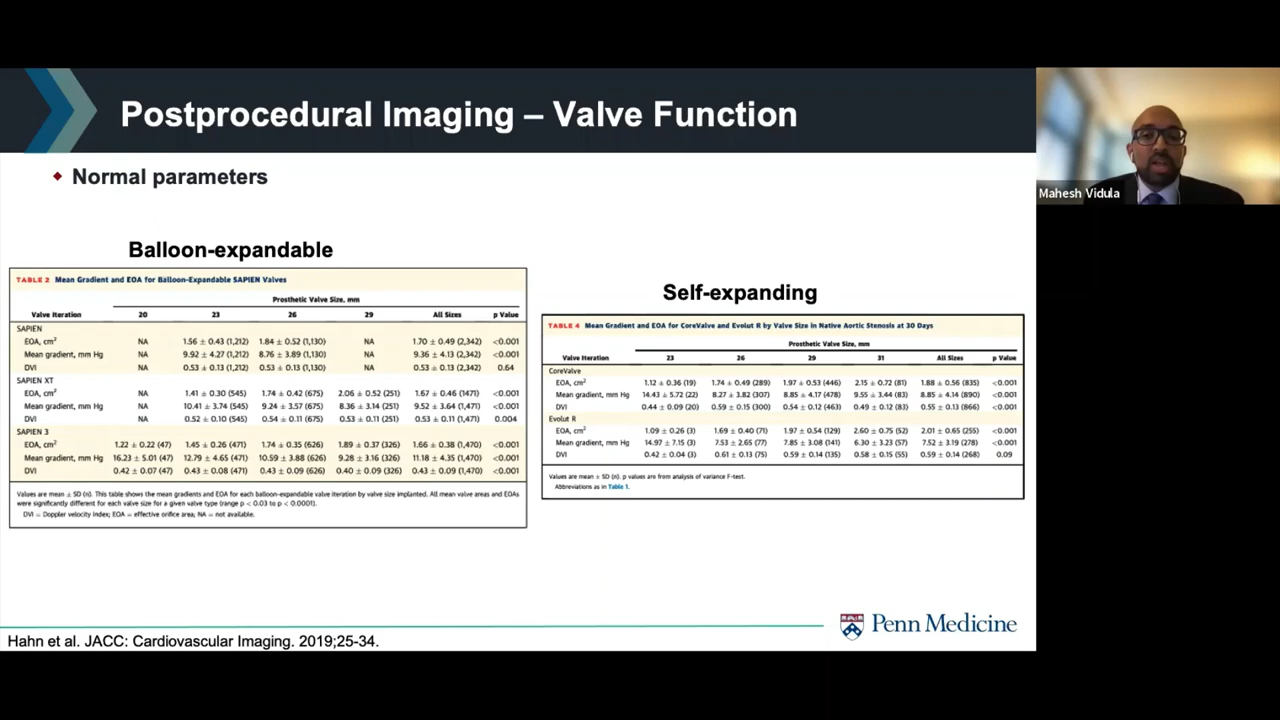 Postprocedural Imaging – Valve Function
Mahesh Vidula
Normal parameters
Balloon-expandable
TABLE 2 Mean Gradient and EOA for Balloon-Expandable SAPIEN Valves
Prosthetic Valve Size, mm
Valve Iteration 20 23 26 29 All Sizes p Value
SAPIEN
EOA, cm² NA 1.56 ± 0.43 (1,212) 1.84 ± 0.52 (1,130) NA 1.70 ± 0.49 (2,342) <0.001
Mean gradient, mm Hg NA 9.92 ± 4.27 (1,212) 8.76 ± 3.89 (1,130) NA 9.36 ± 4.13 (2,342) <0.001
DVI NA 0.53 ± 0.13 (1,212) 0.53 ± 0.13 (1,130) NA 0.53 ± 0.13 (2,342) 0.64
SAPIEN XT
EOA, cm² NA 1.41 ± 0.30 (545) 1.74 ± 0.42 (675) 2.06 ± 0.52 (251) 1.67 ± 0.46 (1471) <0.001
Mean gradient, mm Hg NA 10.41 ± 3.74 (545) 9.24 ± 3.57 (675) 8.36 ± 3.14 (251) 9.52 ± 3.64 (1,471) <0.001
DVI NA 0.52 ± 0.10 (545) 0.54 ± 0.11 (675) 0.53 ± 0.11 (251) 0.53 ± 0.11 (1,471) 0.004
SAPIEN 3
EOA, cm² 1.22 ± 0.22 (47) 1.45 ± 0.26 (471) 1.74 ± 0.35 (626) 1.89 ± 0.37 (326) 1.66 ± 0.38 (1,470) <0.001
Mean gradient, mm Hg 16.23 ± 5.01 (47) 12.79 ± 4.65 (471) 10.59 ± 3.88 (626) 9.28 ± 3.16 (326) 11.18 ± 4.35 (1,470) <0.001
DVI 0.42 ± 0.07 (47) 0.43 ± 0.08 (471) 0.43 ± 0.09 (626) 0.40 ± 0.09 (326) 0.43 ± 0.09 (1,470) <0.001
Values are mean ± SD (n). This table shows the mean gradients and EOA for each balloon-expandable valve iteration by valve size implanted. All mean valve areas and EOAs
were significantly different for each valve size for a given valve type (range p < 0.03 to p < 0.0001).
DVI = Doppler velocity index; EOA = effective orifice area; NA = not available.
Self-expanding
TABLE 4 Mean Gradient and EOA for CoreValve and Evolut R by Valve Size in Native Aortic Stenosis at 30 Days
Prosthetic Valve Size, mm
Valve Iteration 23 26 29 31 All Sizes p Value
CoreValve
EOA, cm² 1.12 ± 0.36 (19) 1.74 ± 0.49 (289) 1.97 ± 0.53 (446) 2.15 ± 0.72 (81) 1.88 ± 0.56 (835) <0.001
Mean gradient, mm Hg 14.43 ± 5.72 (22) 8.27 ± 3.82 (307) 8.85 ± 4.17 (478) 9.55 ± 3.44 (83) 8.85 ± 4.14 (890) <0.001
DVI 0.44 ± 0.09 (20) 0.59 ± 0.15 (300) 0.54 ± 0.12 (463) 0.49 ± 0.12 (83) 0.55 ± 0.13 (866) <0.001
Evolut R
EOA, cm² 1.09 ± 0.26 (3) 1.69 ± 0.40 (71) 1.97 ± 0.54 (129) 2.60 ± 0.75 (52) 2.01 ± 0.65 (255) <0.001
Mean gradient, mm Hg 14.97 ± 7.15 (3) 7.53 ± 2.65 (77) 7.85 ± 3.08 (141) 6.30 ± 3.23 (57) 7.52 ± 3.19 (278) <0.001
DVI 0.42 ± 0.04 (3) 0.61 ± 0.13 (75) 0.59 ± 0.14 (135) 0.58 ± 0.15 (55) 0.59 ± 0.14 (268) 0.09
Values are mean ± SD (n). p values are from analysis of variance F-test.
Abbreviations as in Table 1.
Penn Medicine
Hahn et al. JACC: Cardiovascular Imaging. 2019;25-34.